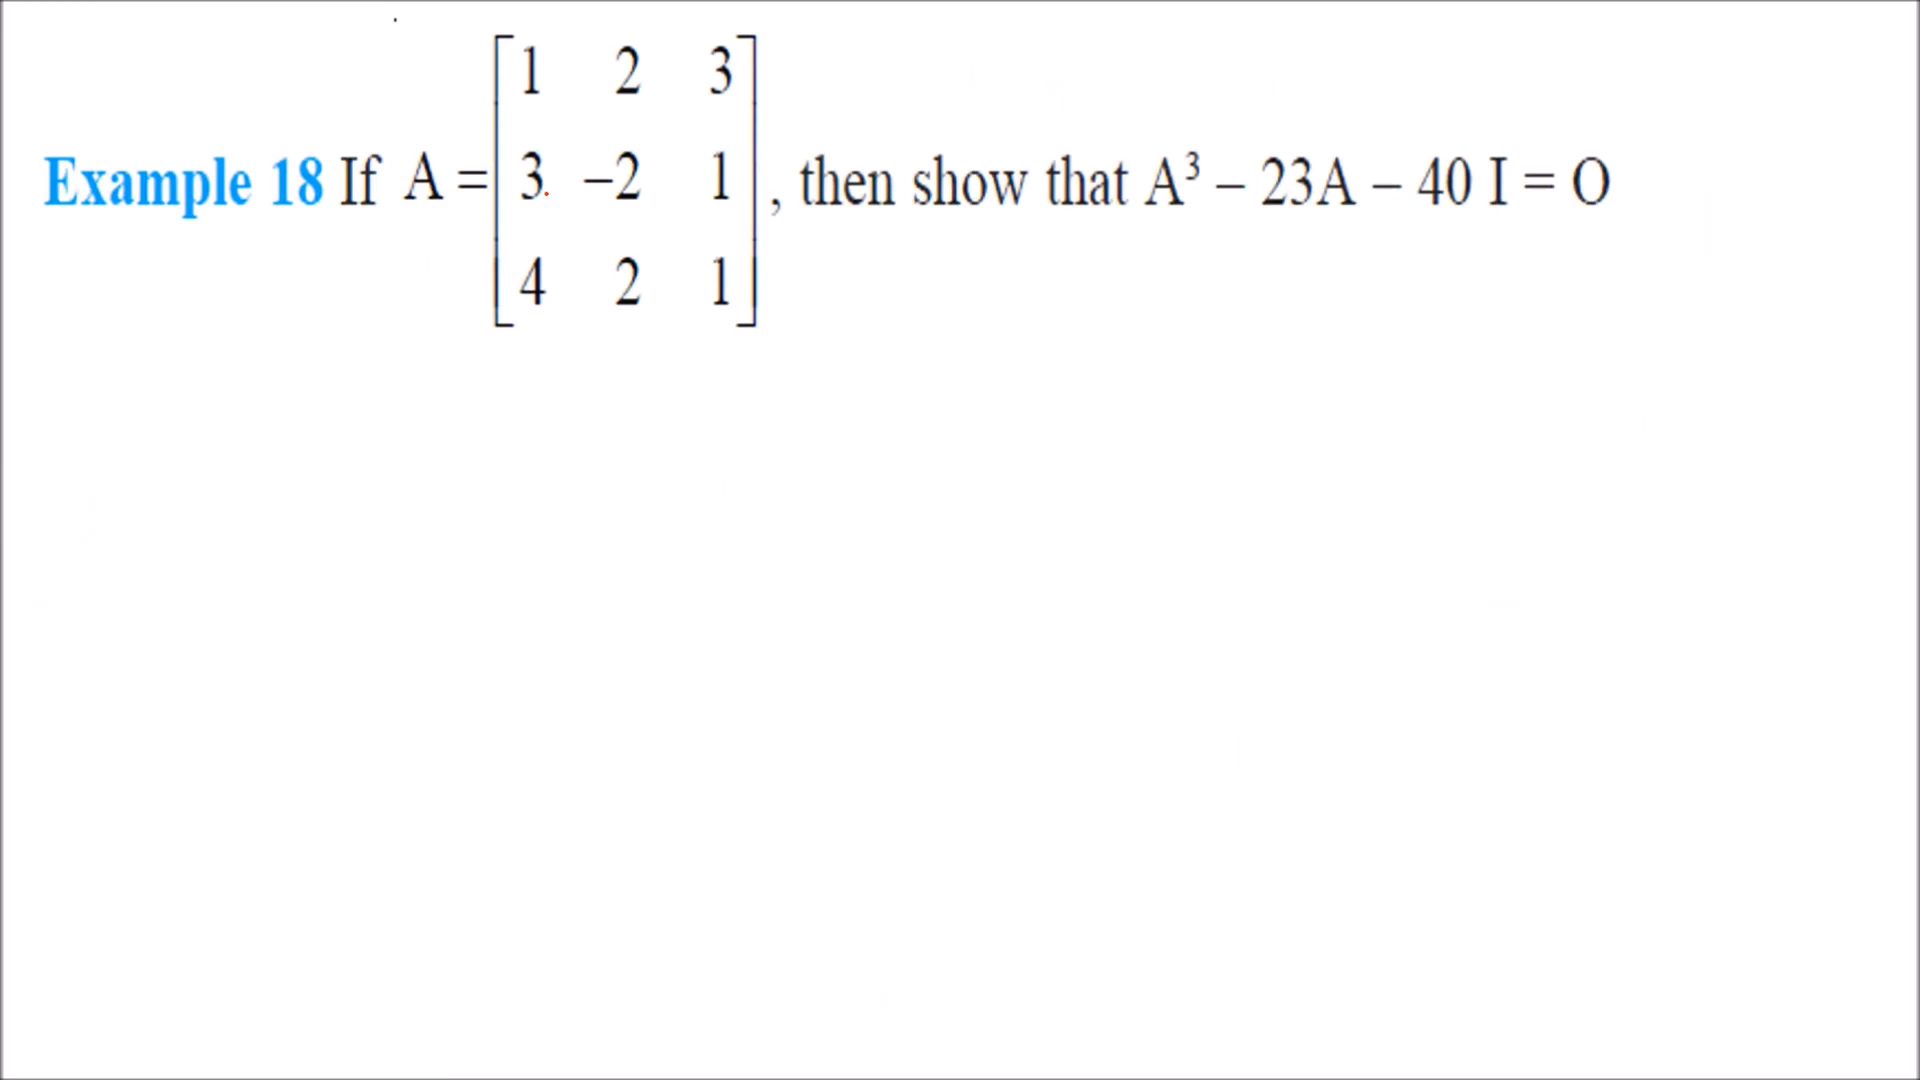 1 2 3
Example 18 If A = 3 –2 1 , then show that A³ – 23A – 40 I = O
4 2 1